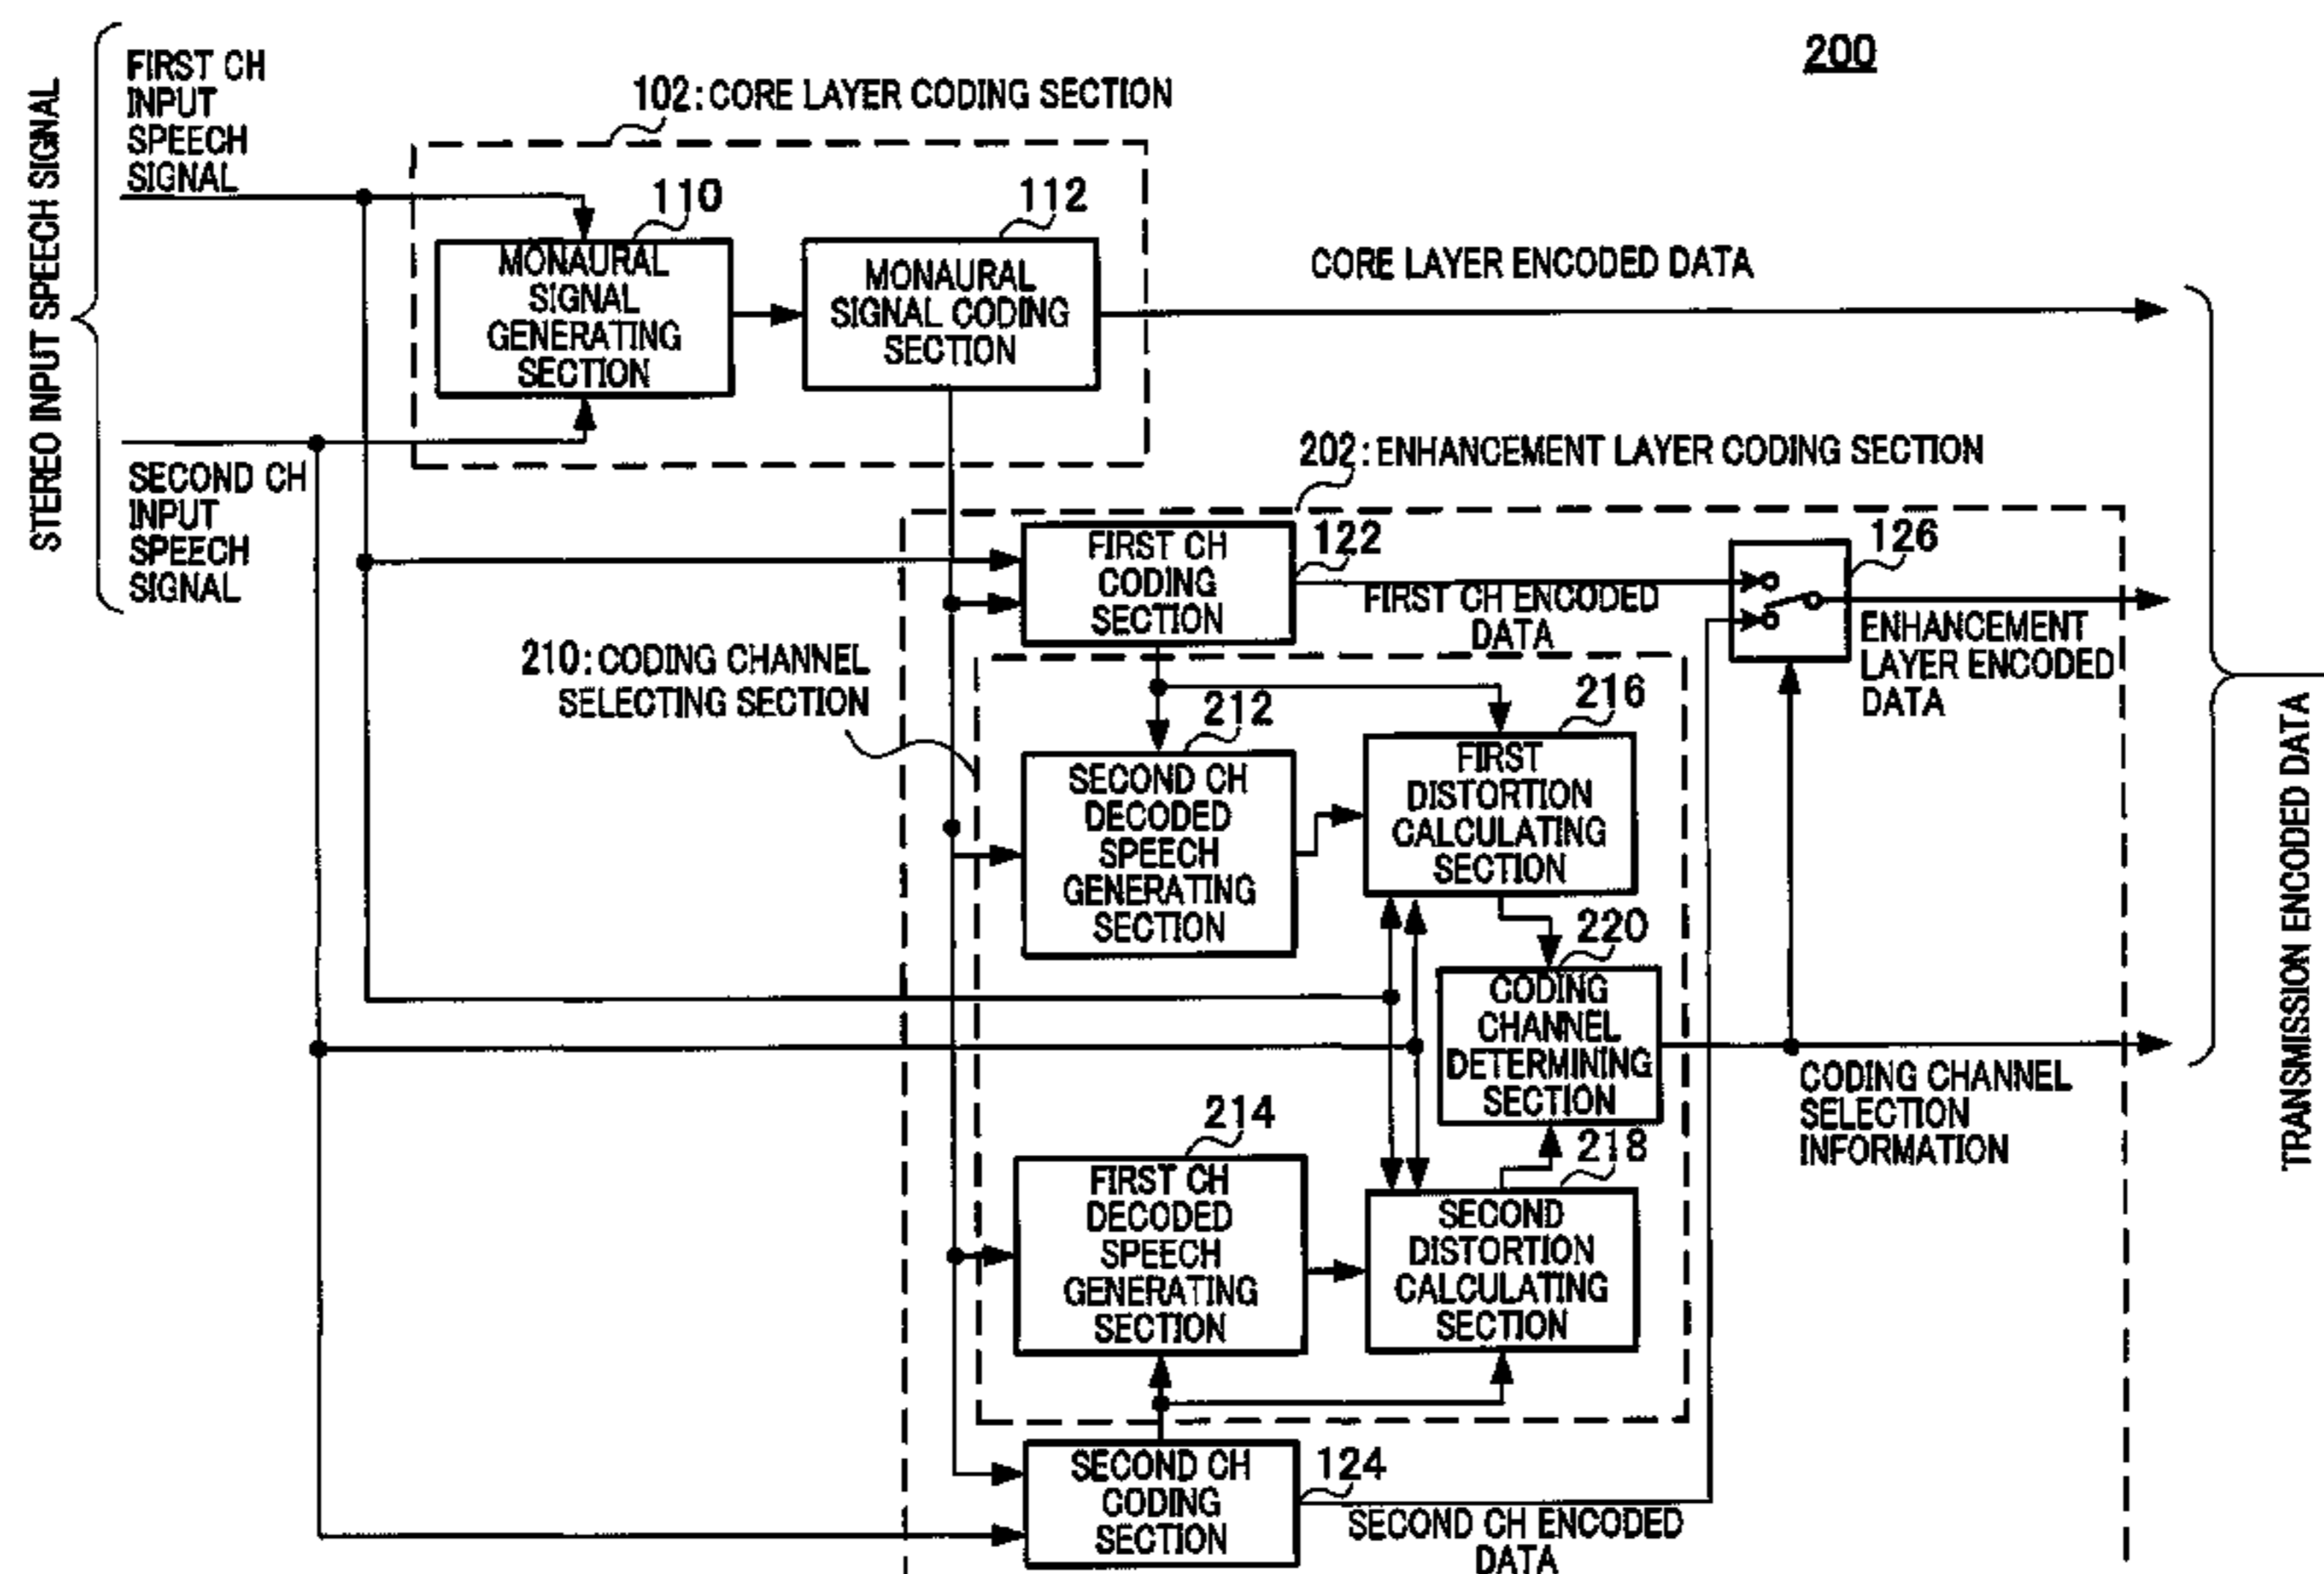 200
STEREO INPUT SPEECH SIGNAL
FIRST CH
INPUT
SPEECH
SIGNAL
102:CORE LAYER CODING SECTION
110
112
MONAURAL
SIGNAL
GENERATING
SECTION
MONAURAL
SIGNAL CODING
SECTION
CORE LAYER ENCODED DATA
SECOND CH
INPUT
SPEECH
SIGNAL
202:ENHANCEMENT LAYER CODING SECTION
FIRST CH
CODING
SECTION
122
FIRST CH ENCODED
DATA
126
ENHANCEMENT
LAYER ENCODED
DATA
210:CODING CHANNEL
SELECTING SECTION
212
SECOND CH
DECODED
SPEECH
GENERATING
SECTION
216
FIRST
DISTORTION
CALCULATING
SECTION
220
CODING
CHANNEL
DETERMINING
SECTION
CODING CHANNEL
SELECTION
INFORMATION
TRANSMISSION ENCODED DATA
214
FIRST CH
DECODED
SPEECH
GENERATING
SECTION
218
SECOND
DISTORTION
CALCULATING
SECTION
SECOND CH
CODING
SECTION
124
SECOND CH ENCODED
DATA